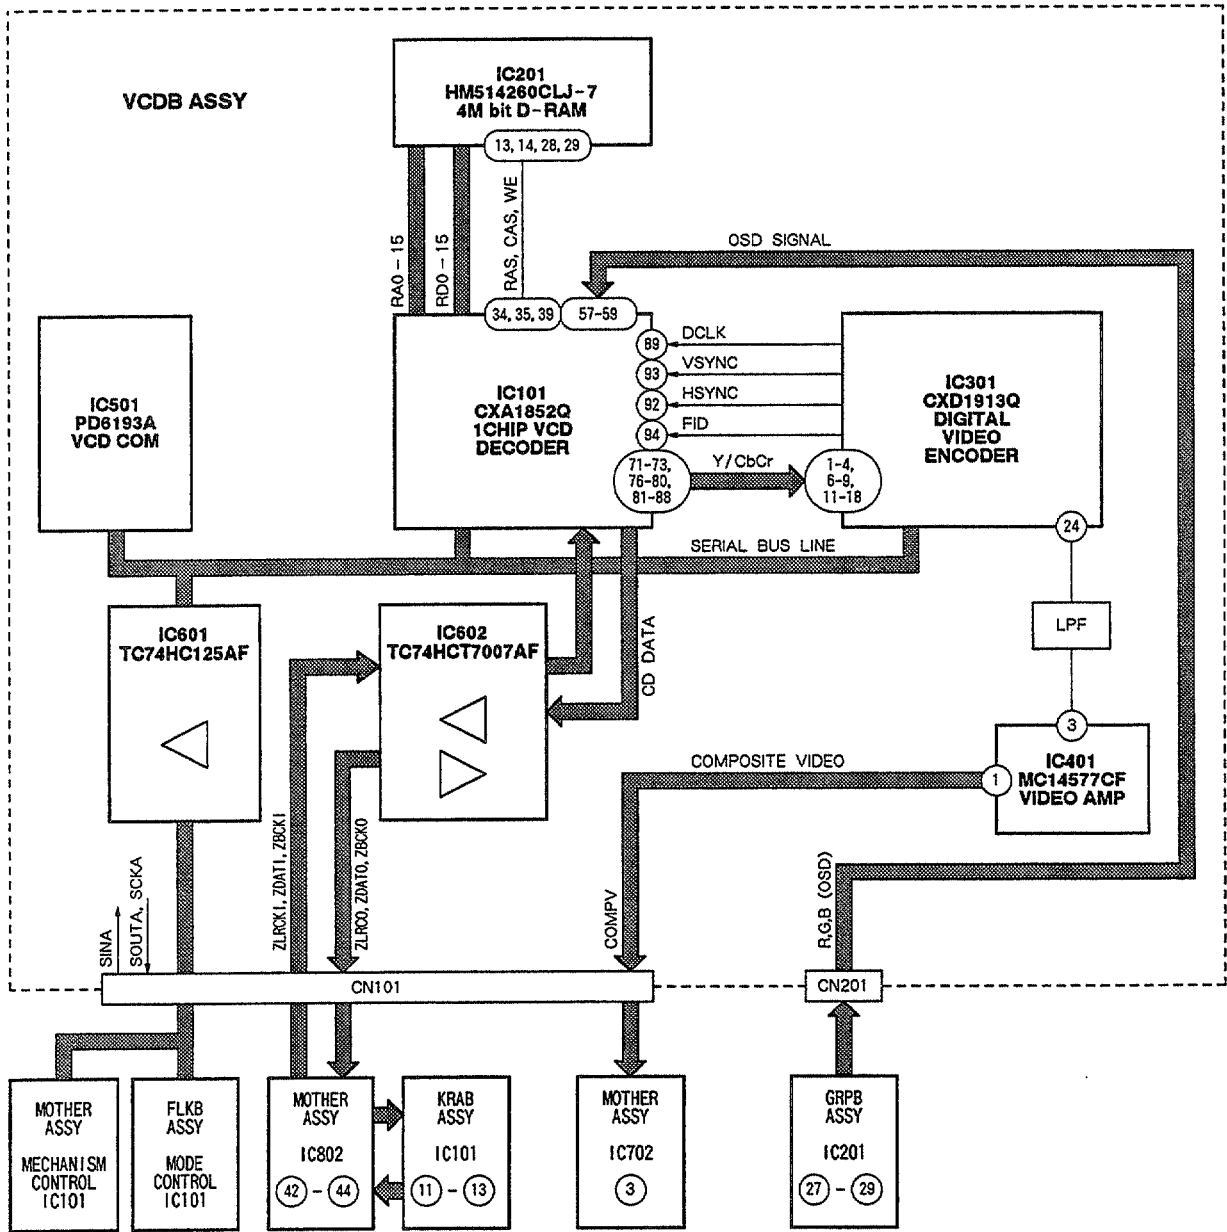 VCDB ASSY
IC201
HM514260CLJ-7
4M bit D-RAM
13, 14, 28, 29
RA0-15
RD0-15
RAS, CAS, WE
OSD SIGNAL
34, 35, 39
57-59
IC501
PD6193A
VCD COM
IC101
CXA1852Q
1CHIP VCD
DECODER
89
DCLK
93
VSYNC
92
HSYNC
94
FID
71-73,
76-80,
81-88
Y/CbCr
1-4,
6-9,
11-18
IC301
CXD1913Q
DIGITAL
VIDEO
ENCODER
24
SERIAL BUS LINE
IC601
TC74HC125AF
IC602
TC74HCT7007AF
CD DATA
LPF
3
IC401
MC14577CF
VIDEO AMP
1
COMPOSITE VIDEO
SINA
SOUTA, SCKA
ZLRCKI, ZDATI, ZBCKI
ZLRCO, ZDATO, ZBCKO
COMPV
R,G,B (OSD)
CN101
CN201
MOTHER
ASSY
MECHANISM
CONTROL
IC101
FLKB
ASSY
MODE
CONTROL
IC101
MOTHER
ASSY
IC802
42 - 44
KRAB
ASSY
IC101
11 - 13
MOTHER
ASSY
IC702
3
GRPB
ASSY
IC201
27 - 29